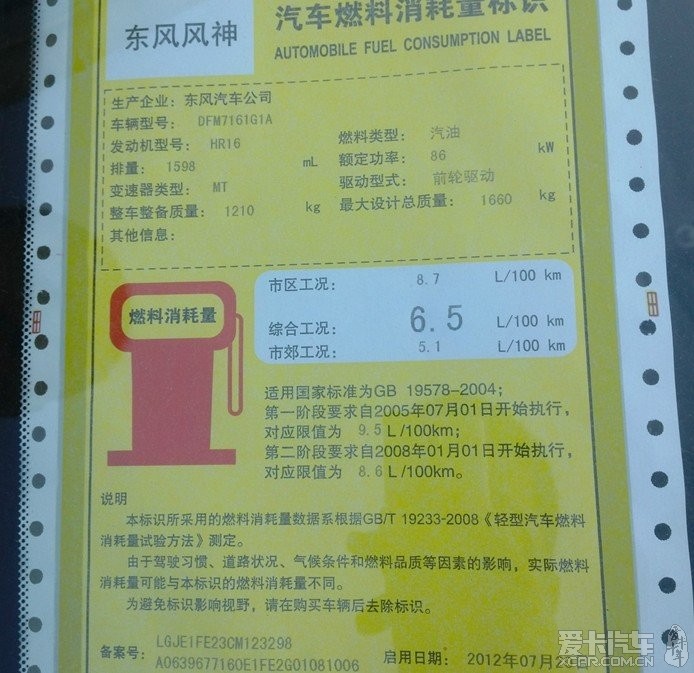 东风风神
汽车燃料消耗量标识
AUTOMOBILE FUEL CONSUMPTION LABEL
生产企业：东风汽车公司
车辆型号： DFM7161G1A
发动机型号： HR16 燃料类型： 汽油
排量： 1598 mL 额定功率： 86 kW
变速器类型： MT 驱动型式： 前轮驱动
整车整备质量： 1210 kg 最大设计总质量： 1660 kg
其他信息：
燃料消耗量
市区工况： 8.7 L/100 km
综合工况： 6.5 L/100 km
市郊工况： 5.1 L/100 km
适用国家标准为GB 19578-2004；
第一阶段要求自2005年07月01日开始执行，
对应限值为 9.5 L /100km；
第二阶段要求自2008年01月01日开始执行，
对应限值为 8.6 L /100km。
说明
本标识所采用的燃料消耗量数据系根据GB/T 19233-2008《轻型汽车燃料
消耗量试验方法》测定。
由于驾驶习惯、道路状况、气候条件和燃料品质等因素的影响，实际燃料
消耗量可能与本标识的燃料消耗量不同。
为避免标识影响视野，请在购买车辆后去除标识。
备案号： LGJE1FE23CM123298
A0639677160E1FE2G01081006 启用日期： 2012年07月2
爱卡汽车
XCAR.COM.CN